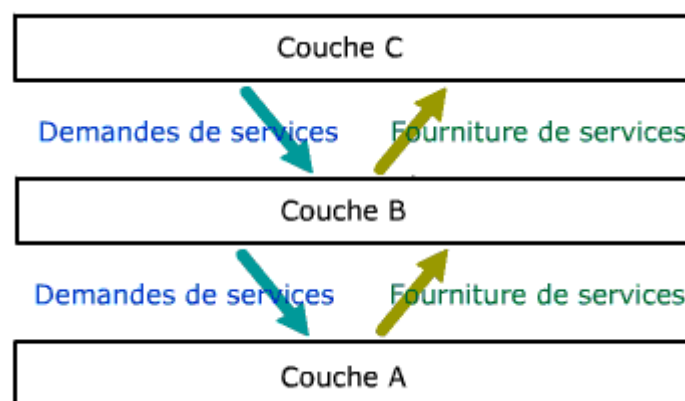 Couche C
Demandes de services Fourniture de services
Couche B
Demandes de services Fourniture de services
Couche A